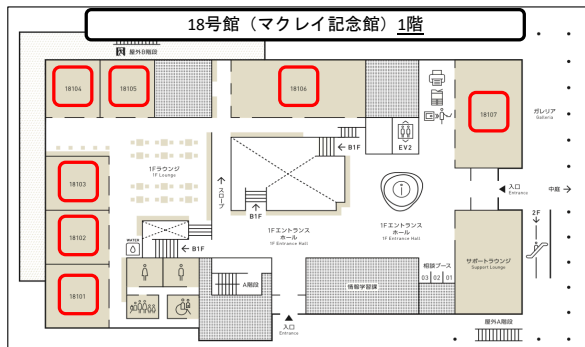 18号館（マクレイ記念館）1階
屋外B階段
18104
18105
18106
18107
ガレリア
Galleria
EV2
B1F
1Fラウンジ
1F Lounge
スロープ
18103
入口
Entrance
中庭
B1F
2F
1Fエントランス
ホール
1F Entrance Hall
1Fエントランス
ホール
1F Entrance Hall
18102
WATER
B1F
サポートラウンジ
Support Lounge
相談ブース
03 02 01
A階段
情報学習課
18101
入口
Entrance
屋外A階段